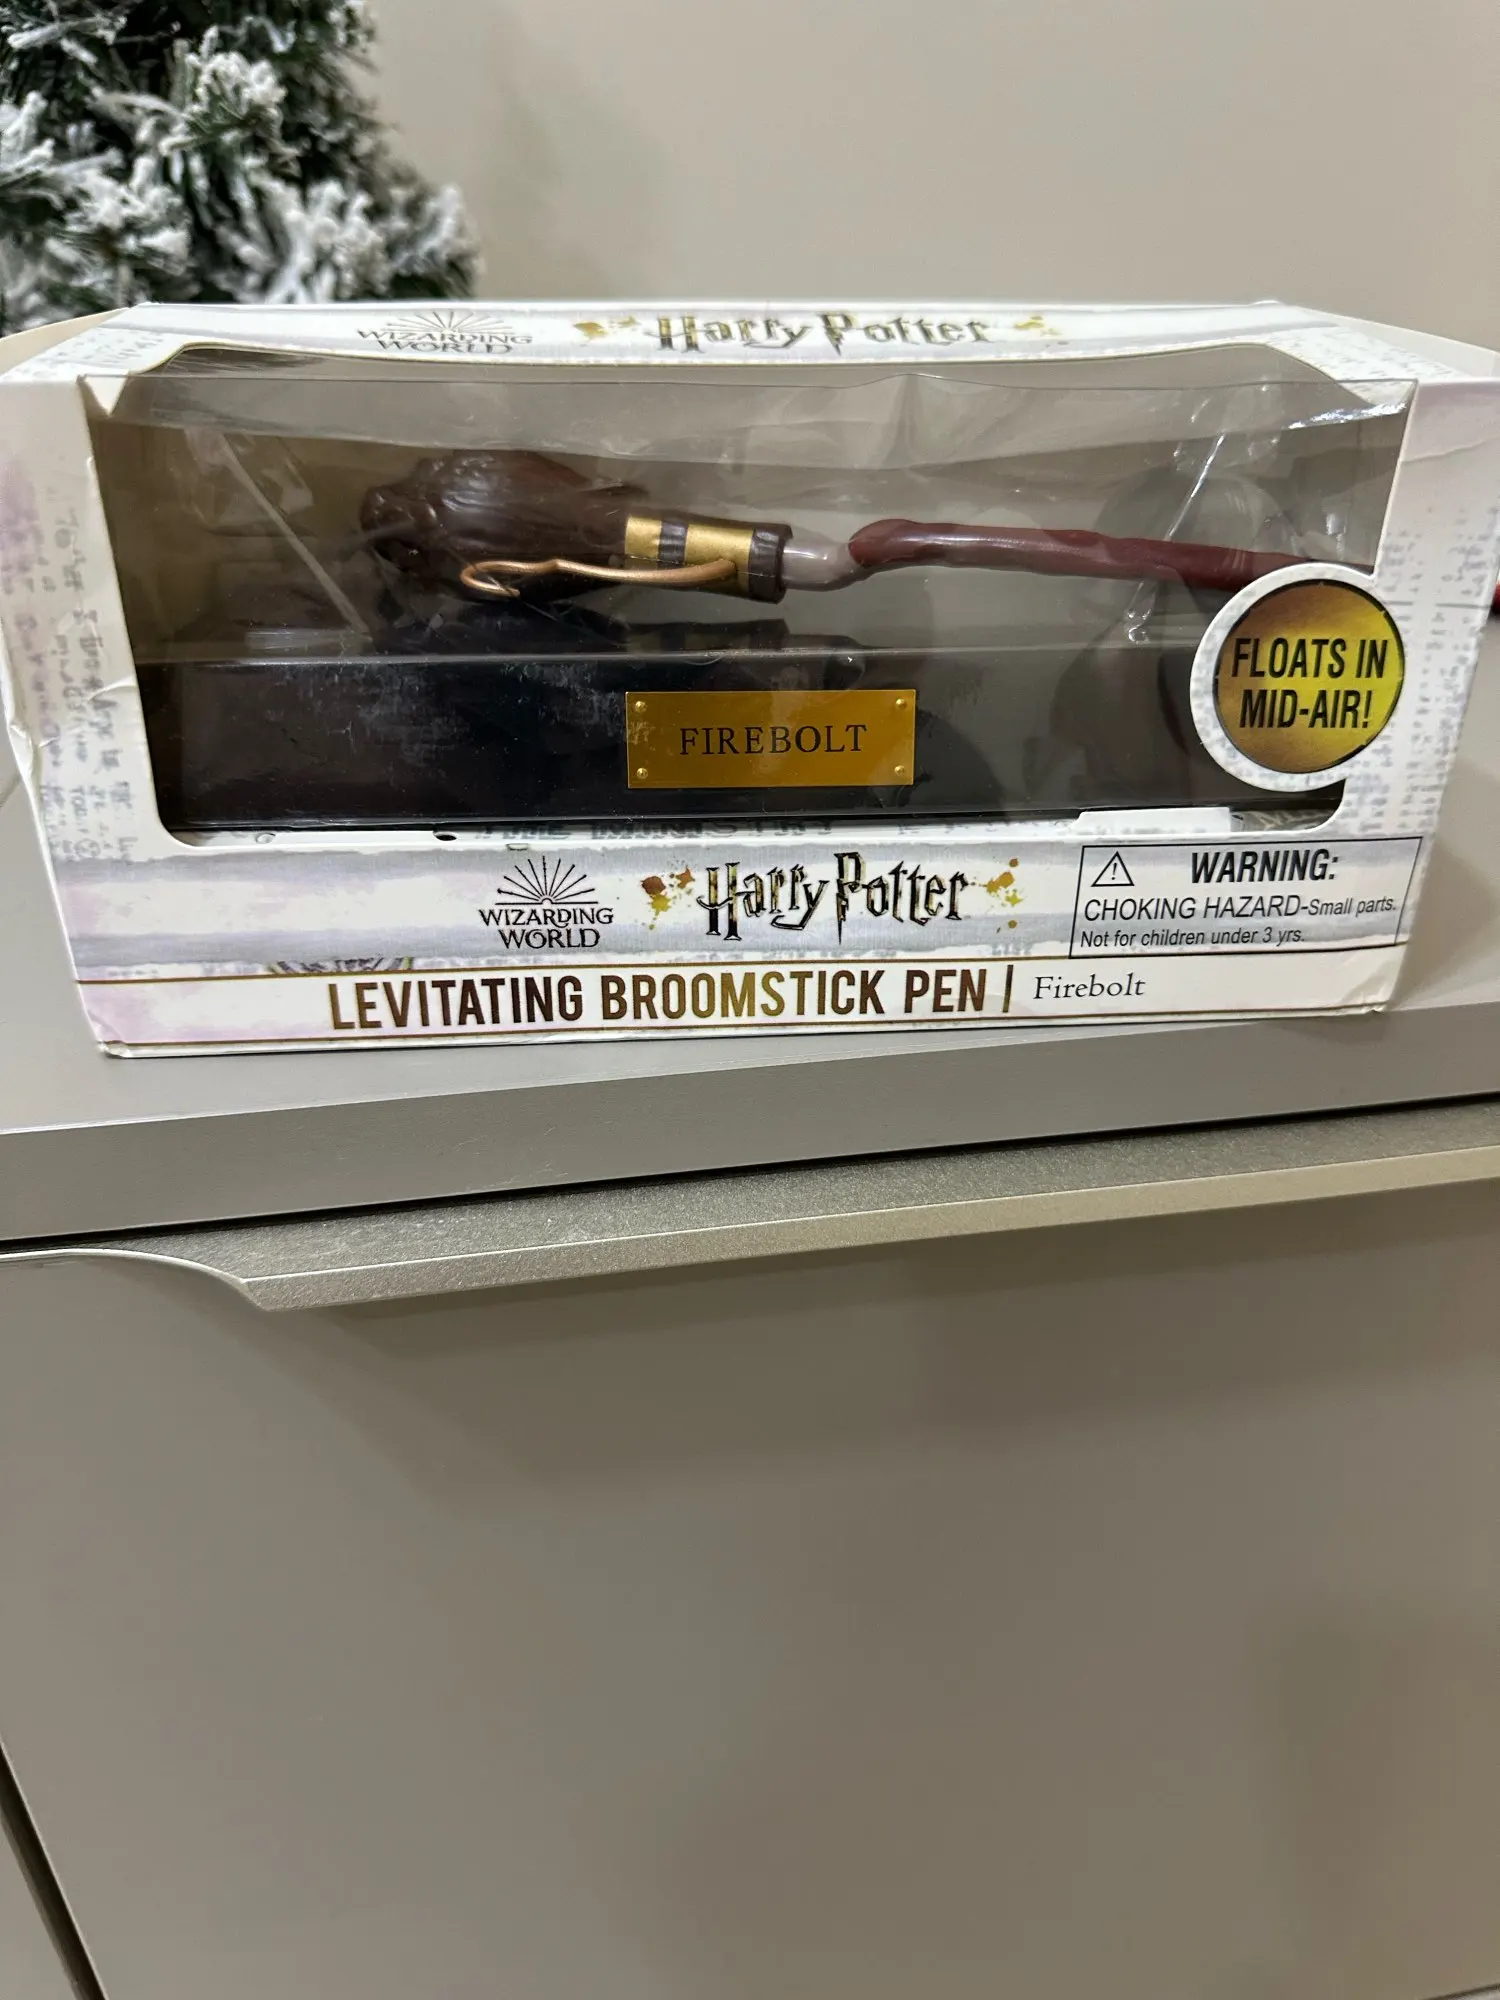 WIZARDING
WORLD
Harry Potter
FLOATS IN
MID-AIR!
FIREBOLT
WIZARDING
WORLD
Harry Potter
WARNING:
CHOKING HAZARD-Small parts.
Not for children under 3 yrs.
LEVITATING BROOMSTICK PEN | Firebolt